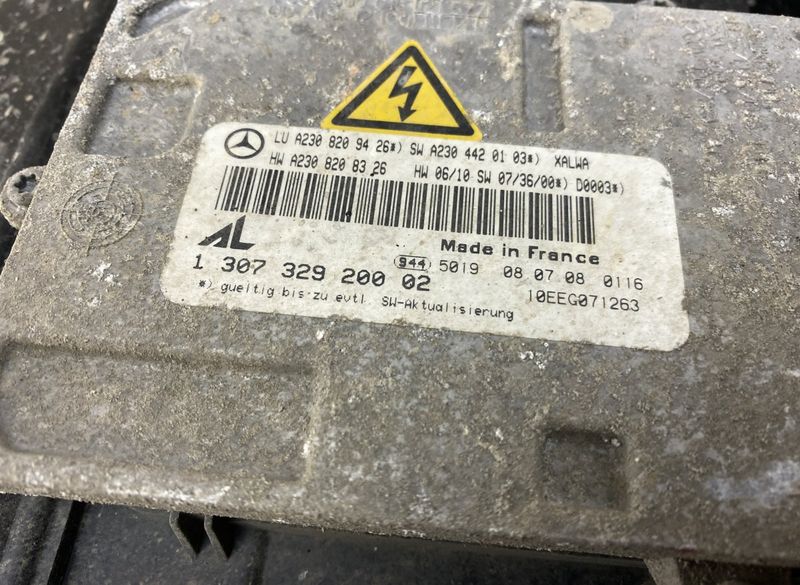 LU A230 820 94 26*) SW A230 442 01 03*) XALWA
HW A230 820 83 26 HW 06/10 SW 07/36/00*) D0003*)
AL
Made in France
1 307 329 200 02 944 5019 08.07.08 0116
*) gueltig bis zu evtl. SW-Aktualisierung 10EEG071263